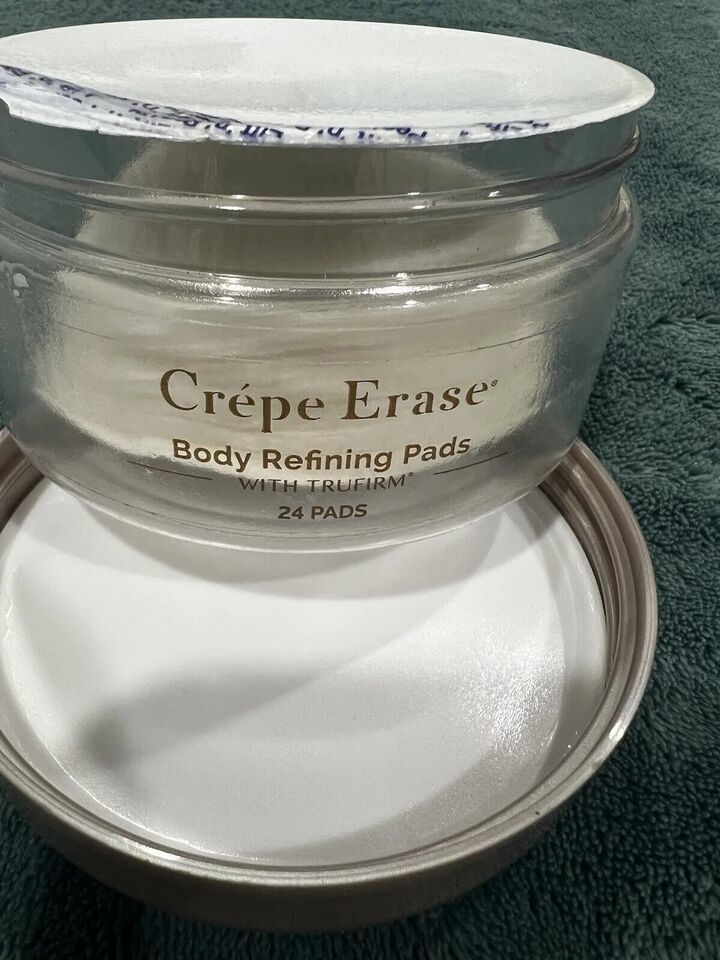 Crépe Erase®
Body Refining Pads
WITH TRUFIRM®
24 PADS